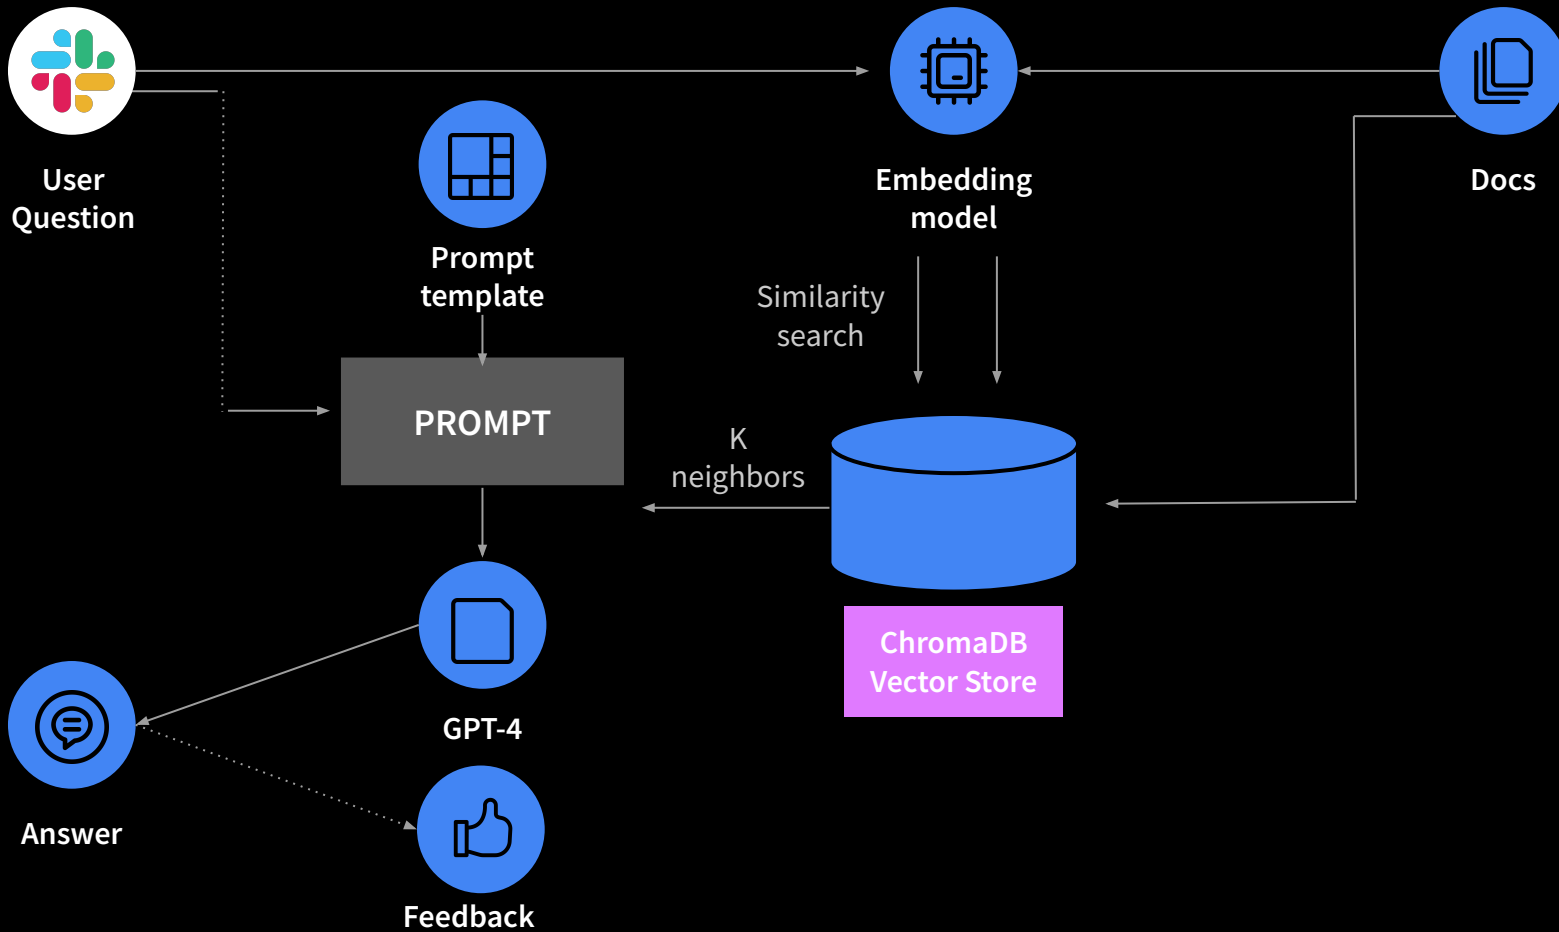 User
Question
Prompt
template
Embedding
model
Docs
Similarity
search
PROMPT
K
neighbors
ChromaDB
Vector Store
GPT-4
Answer
Feedback